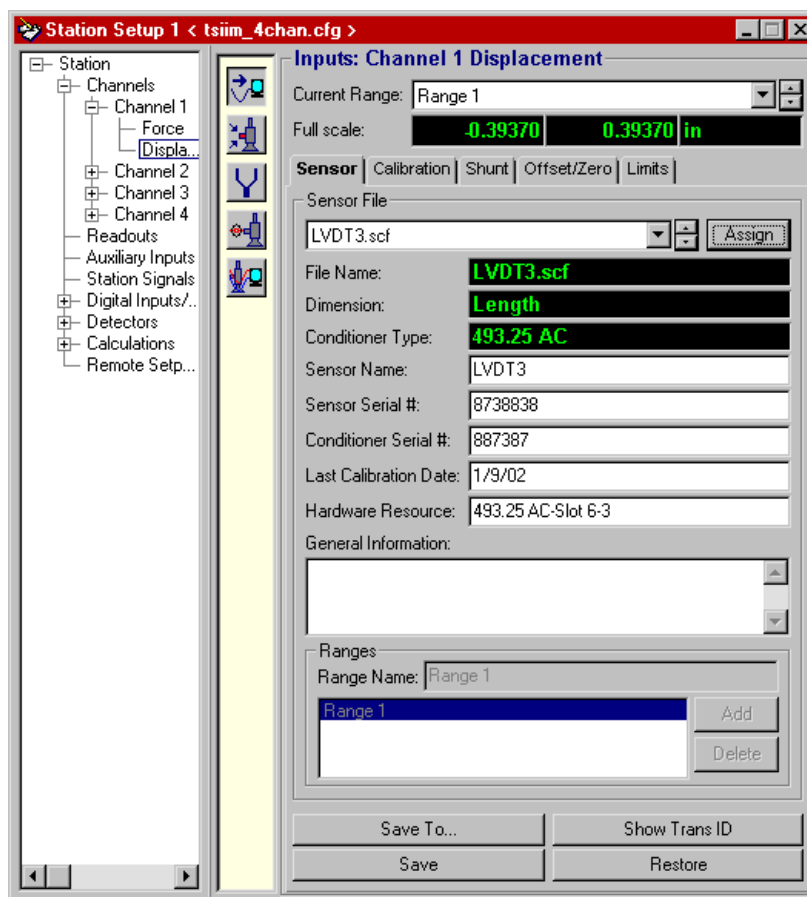 Station Setup 1 < tsiim_4chan.cfg >
Station
Channels
Channel 1
Force
Displa...
Channel 2
Channel 3
Channel 4
Readouts
Auxiliary Inputs
Station Signals
Digital Inputs/..
Detectors
Calculations
Remote Setp...
Inputs: Channel 1 Displacement
Current Range: Range 1
Full scale: -0.39370 0.39370 in
Sensor Calibration Shunt Offset/Zero Limits
Sensor File
LVDT3.scf Assign
File Name: LVDT3.scf
Dimension: Length
Conditioner Type: 493.25 AC
Sensor Name: LVDT3
Sensor Serial #: 8738838
Conditioner Serial #: 887387
Last Calibration Date: 1/9/02
Hardware Resource: 493.25 AC-Slot 6-3
General Information:
Ranges
Range Name: Range 1
Range 1 Add
Delete
Save To... Show Trans ID
Save Restore